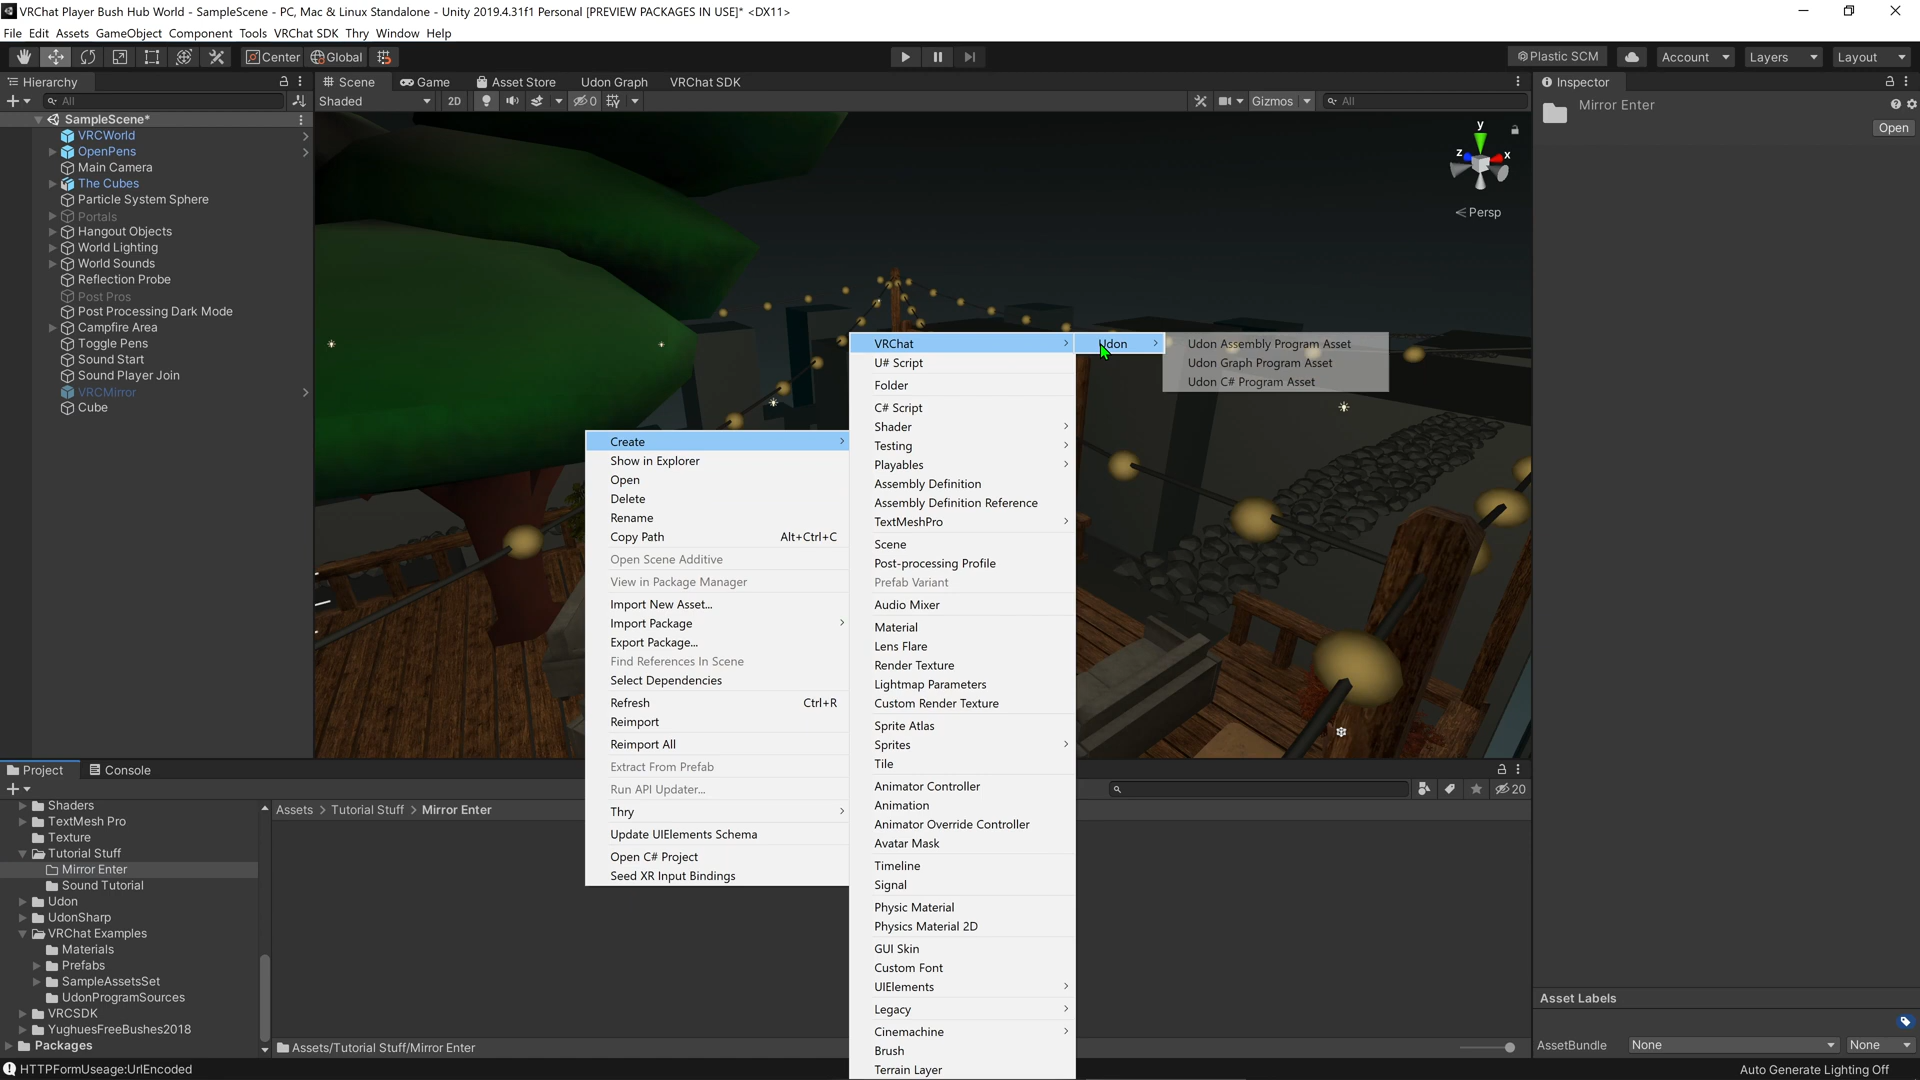 VRChat Player Bush Hub World - SampleScene - PC, Mac & Linux Standalone - Unity 2019.4.31f1 Personal [PREVIEW PACKAGES IN USE]* <DX11>
File Edit Assets GameObject Component Tools VRChat SDK Thry Window Help
Center Global Plastic SCM Account Layers Layout
Hierarchy
All
SampleScene*
VRCWorld
OpenPens
Main Camera
The Cubes
Particle System Sphere
Portals
Hangout Objects
World Lighting
World Sounds
Reflection Probe
Post Pros
Post Processing Dark Mode
Campfire Area
Toggle Pens
Sound Start
Sound Player Join
VRCMirror
Cube
Scene Game Asset Store Udon Graph VRChat SDK
Shaded 2D 0 Gizmos All
y
z x
Persp
Create
Show in Explorer
Open
Delete
Rename
Copy Path Alt+Ctrl+C
Open Scene Additive
View in Package Manager
Import New Asset...
Import Package
Export Package...
Find References In Scene
Select Dependencies
Refresh Ctrl+R
Reimport
Reimport All
Extract From Prefab
Run API Updater...
Thry
Update UIElements Schema
Open C# Project
Seed XR Input Bindings
VRChat
U# Script
Folder
C# Script
Shader
Testing
Playables
Assembly Definition
Assembly Definition Reference
TextMeshPro
Scene
Post-processing Profile
Prefab Variant
Audio Mixer
Material
Lens Flare
Render Texture
Lightmap Parameters
Custom Render Texture
Sprite Atlas
Sprites
Tile
Animator Controller
Animation
Animator Override Controller
Avatar Mask
Timeline
Signal
Physic Material
Physics Material 2D
GUI Skin
Custom Font
UIElements
Legacy
Cinemachine
Brush
Terrain Layer
Udon
Udon Assembly Program Asset
Udon Graph Program Asset
Udon C# Program Asset
Inspector
Mirror Enter
Open
Asset Labels
AssetBundle None None
Project Console
20
Shaders
TextMesh Pro
Texture
Tutorial Stuff
Mirror Enter
Sound Tutorial
Udon
UdonSharp
VRChat Examples
Materials
Prefabs
SampleAssetsSet
UdonProgramSources
VRCSDK
YughuesFreeBushes2018
Packages
Assets > Tutorial Stuff > Mirror Enter
Assets/Tutorial Stuff/Mirror Enter
HTTPFormUseage:UrlEncoded
Auto Generate Lighting Off